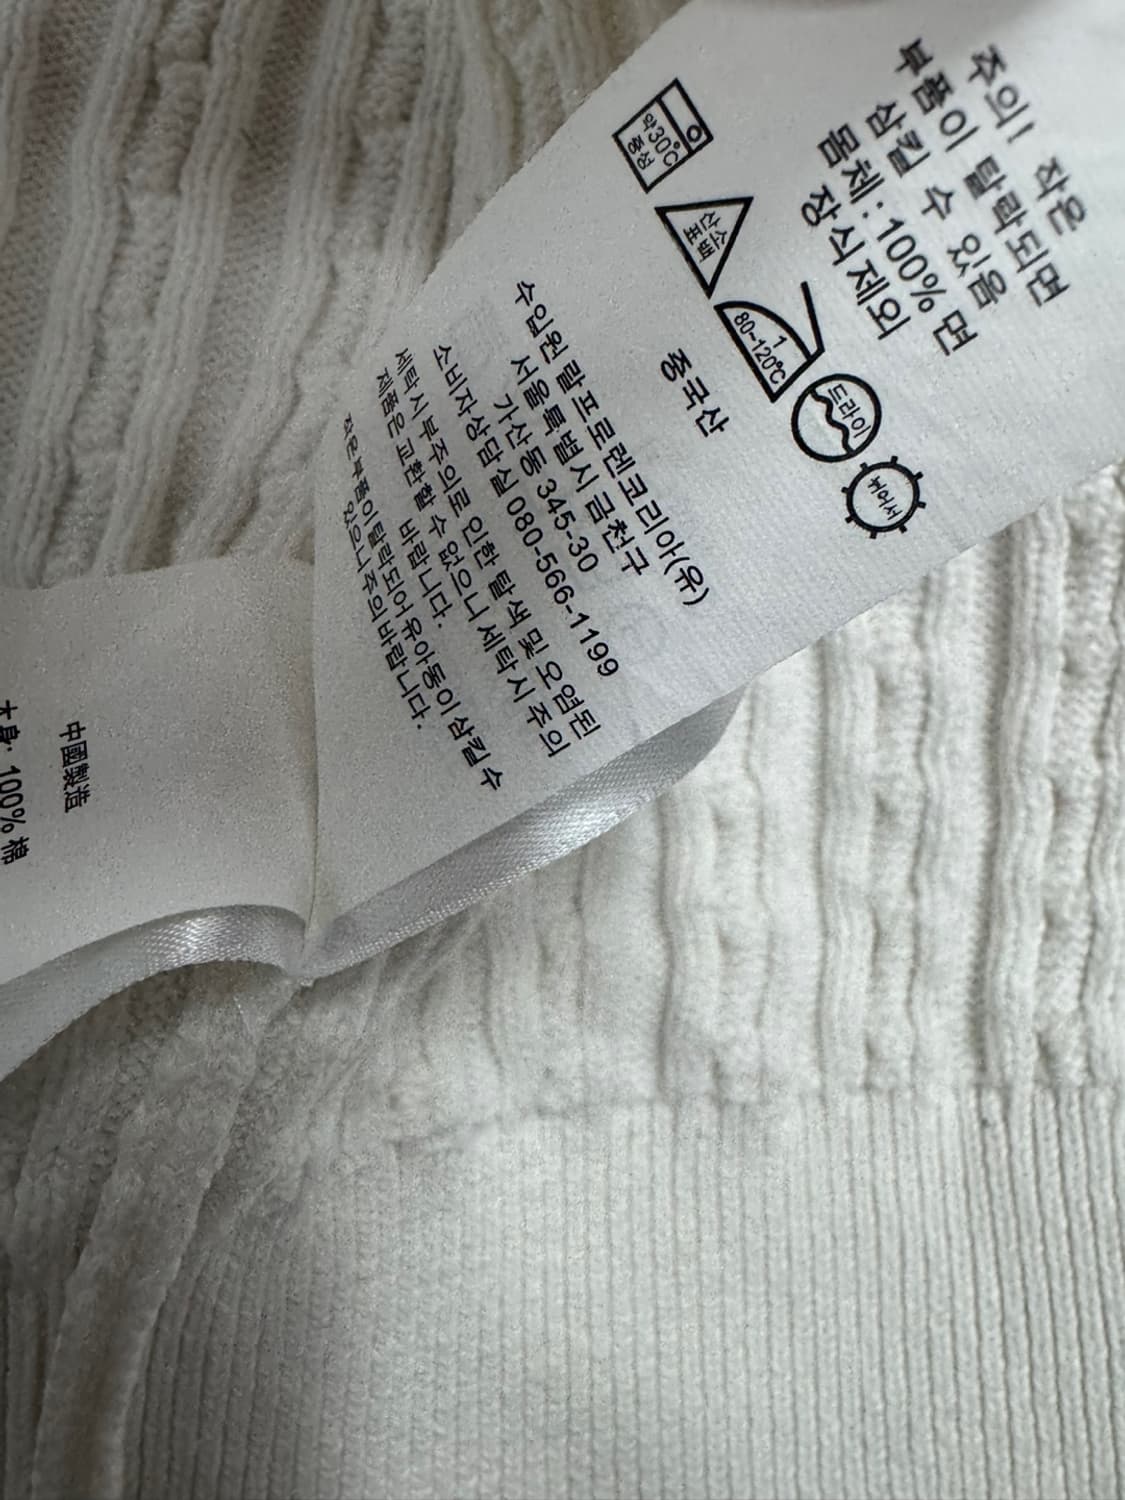 주의! 작은
부품이 탈락되면
삼킬 수 있음
몸체: 100% 면
장식제외
약30℃
중성
산소
표백
1
80~120℃
드라이
중국산
수입원 랄프로렌코리아(유)
서울특별시 금천구
가산동 345-30
소비자상담실 080-566-1199
세탁시 부주의로 인한 탈색 및 오염된
제품은 교환할 수 없으니 세탁시 주의
바랍니다.
작은부품이탈락되어유아동이 삼킬 수
있으니주의바랍니다.
中國製造
身: 100% 棉